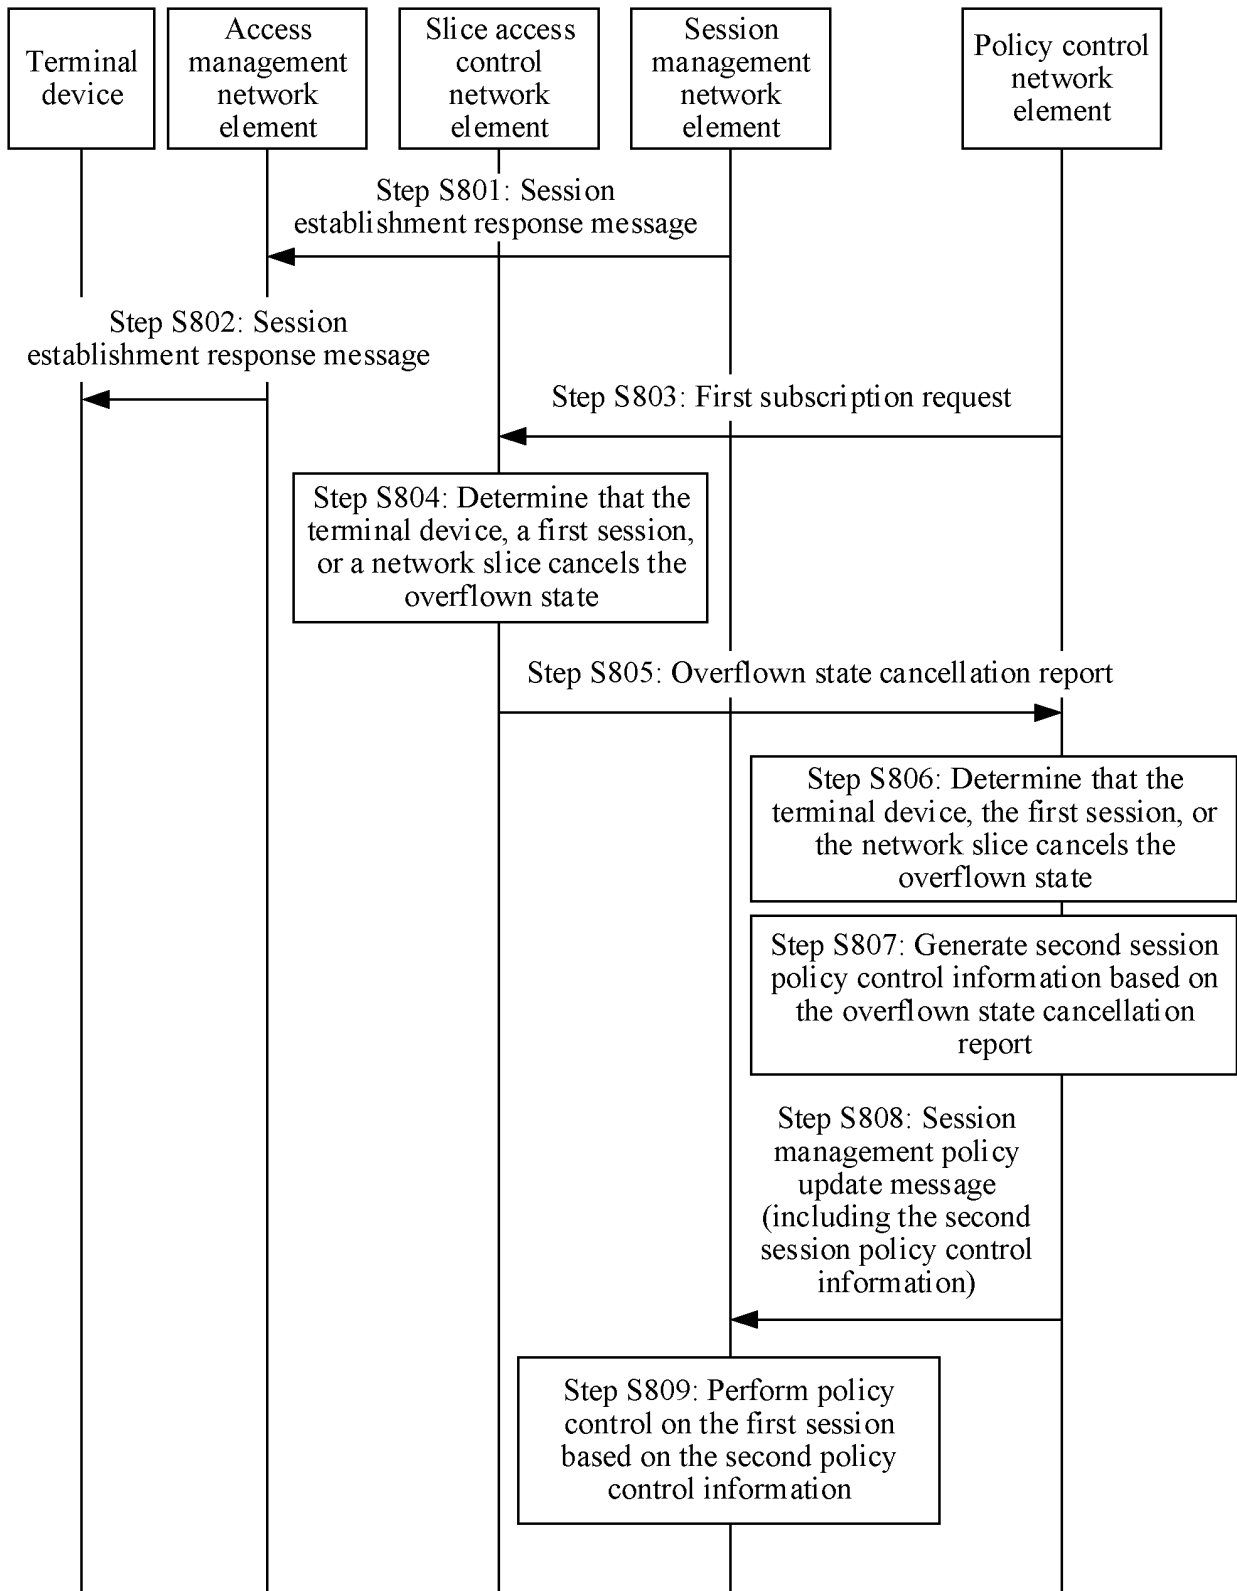 Terminal
device
Access
management
network
element
Slice access
control
network
element
Session
management
network
element
Policy control
network
element
Step S801: Session
establishment response message
Step S802: Session
establishment response message
Step S803: First subscription request
Step S804: Determine that the
terminal device, a first session,
or a network slice cancels the
overflown state
Step S805: Overflown state cancellation report
Step S806: Determine that the
terminal device, the first session, or
the network slice cancels the
overflown state
Step S807: Generate second session
policy control information based on
the overflown state cancellation
report
Step S808: Session
management policy
update message
(including the second
session policy control
information)
Step S809: Perform policy
control on the first session
based on the second policy
control information